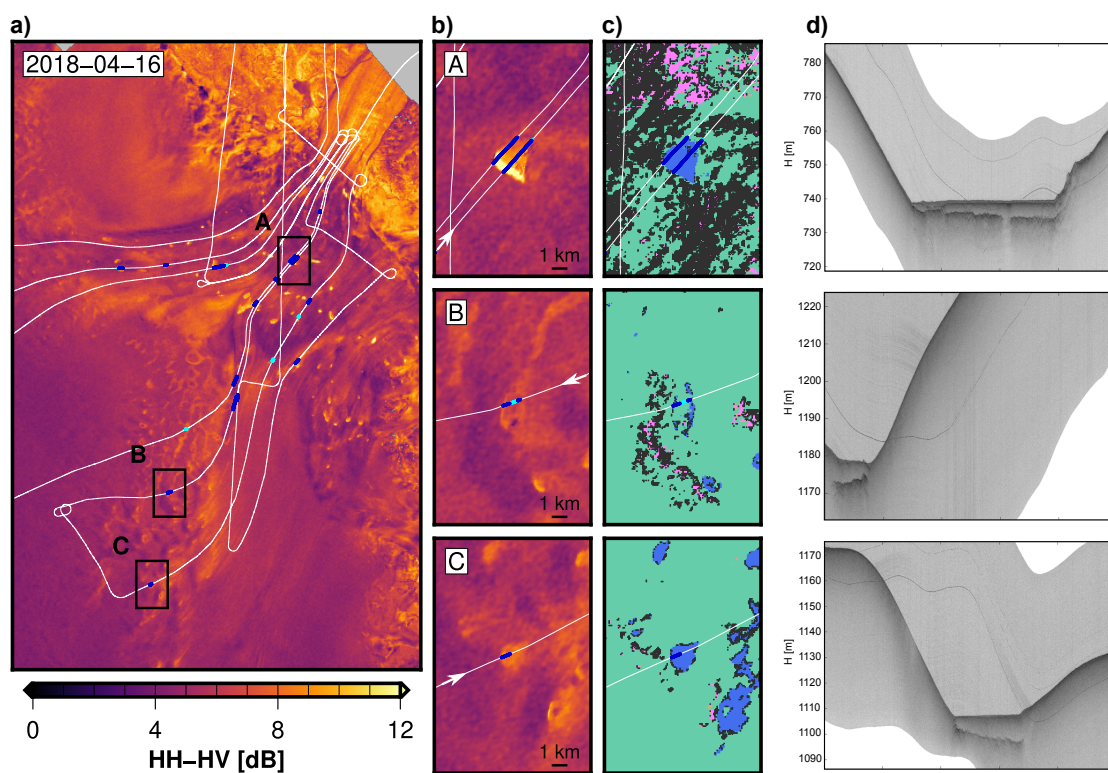 a)
b)
c)
d)
2018–04–16
A
B
C
0
4
8
12
HH–HV [dB]
A
1 km
B
1 km
C
1 km
H [m]
780
770
760
750
740
730
720
H [m]
1220
1210
1200
1190
1180
1170
H [m]
1170
1160
1150
1140
1130
1120
1110
1100
1090